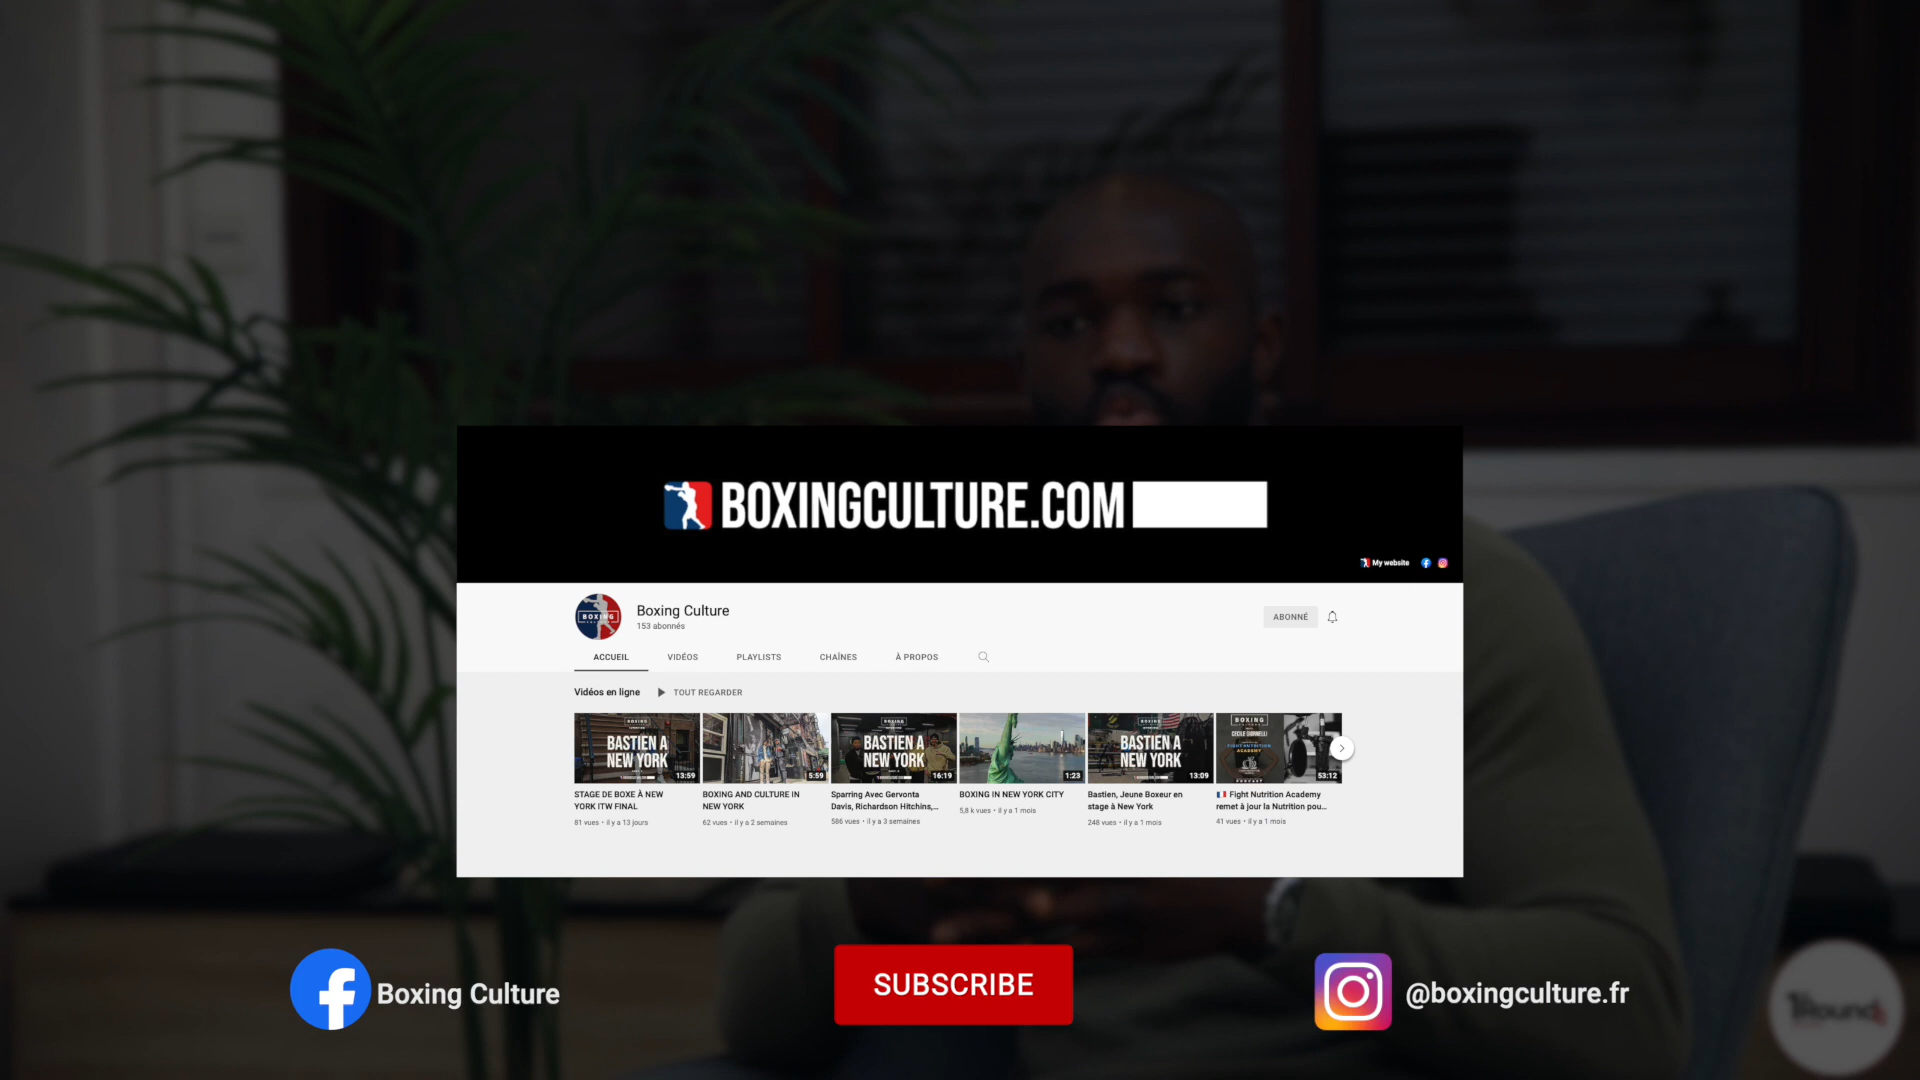 BOXINGCULTURE.COM
My website
BOXING
Boxing Culture
153 abonnés
ABONNÉ
ACCUEIL
VIDÉOS
PLAYLISTS
CHAÎNES
À PROPOS
Vidéos en ligne
TOUT REGARDER
BASTIEN A
NEW YORK
13:59
5:59
BASTIEN A
NEW YORK
16:19
1:23
BASTIEN A
NEW YORK
13:09
BOXING
FIGHT NUTRITION
ACADEMY
PODCAST
53:12
STAGE DE BOXE À NEW
YORK ITW FINAL
81 vues • il y a 13 jours
BOXING AND CULTURE IN
NEW YORK
62 vues • il y a 2 semaines
Sparring Avec Gervonta
Davis, Richardson Hitchins,...
586 vues • il y a 3 semaines
BOXING IN NEW YORK CITY
5,8 k vues • il y a 1 mois
Bastien, Jeune Boxeur en
stage à New York
248 vues • il y a 1 mois
Fight Nutrition Academy
remet à jour la Nutrition pou...
41 vues • il y a 1 mois
Boxing Culture
SUBSCRIBE
@boxingculture.fr
Round